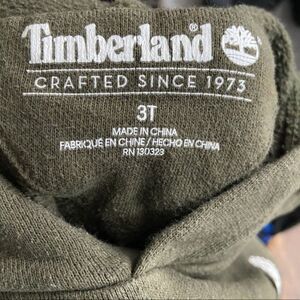 Timberland®
CRAFTED SINCE 1973
3T
MADE IN CHINA
FABRIQUÉ EN CHINE / HECHO EN CHINA
RN 130323